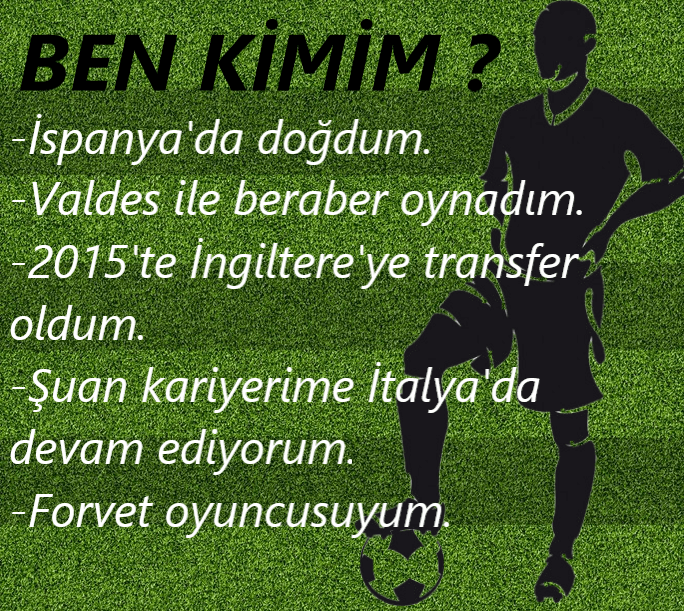 BEN KİMİM ?
-İspanya'da doğdum.
-Valdes ile beraber oynadım.
-2015'te İngiltere'ye transfer
oldum.
-Şuan kariyerime İtalya'da
devam ediyorum.
-Forvet oyuncusuyum.